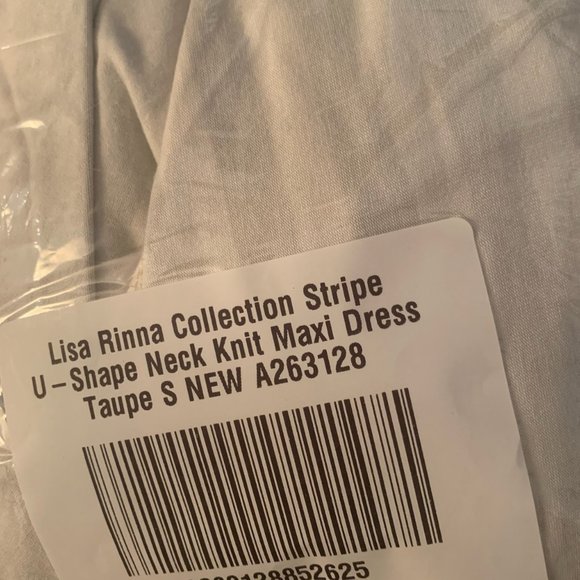 Lisa Rinna Collection Stripe
U-Shape Neck Knit Maxi Dress
Taupe S NEW A263128